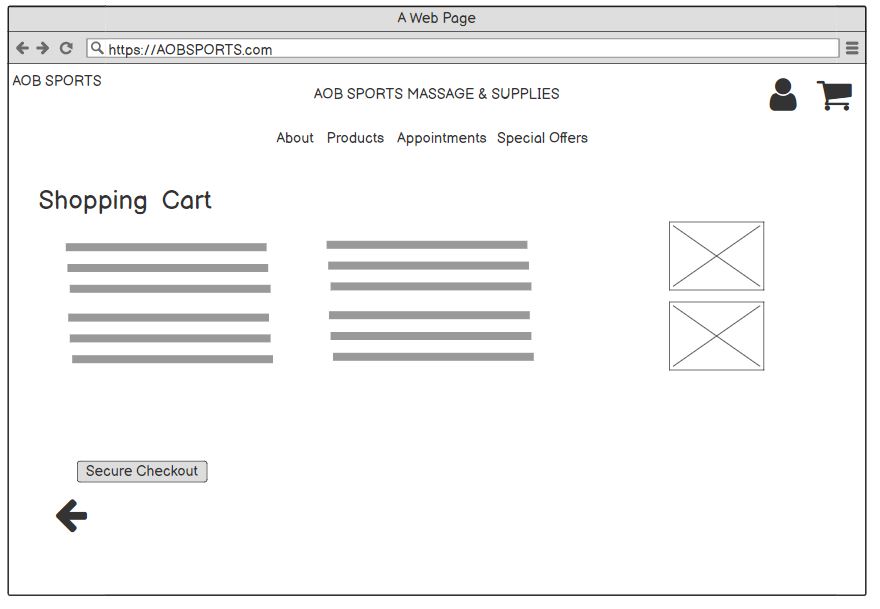 A Web Page
https://AOBSPORTS.com
AOB SPORTS
AOB SPORTS MASSAGE & SUPPLIES
About Products Appointments Special Offers
Shopping Cart
Secure Checkout